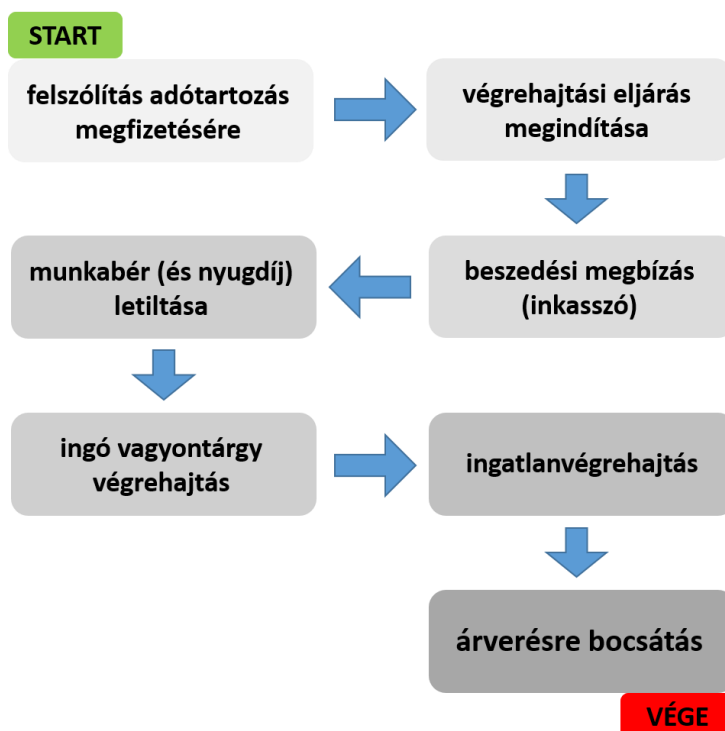 START
felszólítás adótartozás
megfizetésére
végrehajtási eljárás
megindítása
beszedési megbízás
(inkasszó)
munkabér (és nyugdíj)
letiltása
ingó vagyontárgy
végrehajtás
ingatlanvégrehajtás
árverésre bocsátás
VÉGE